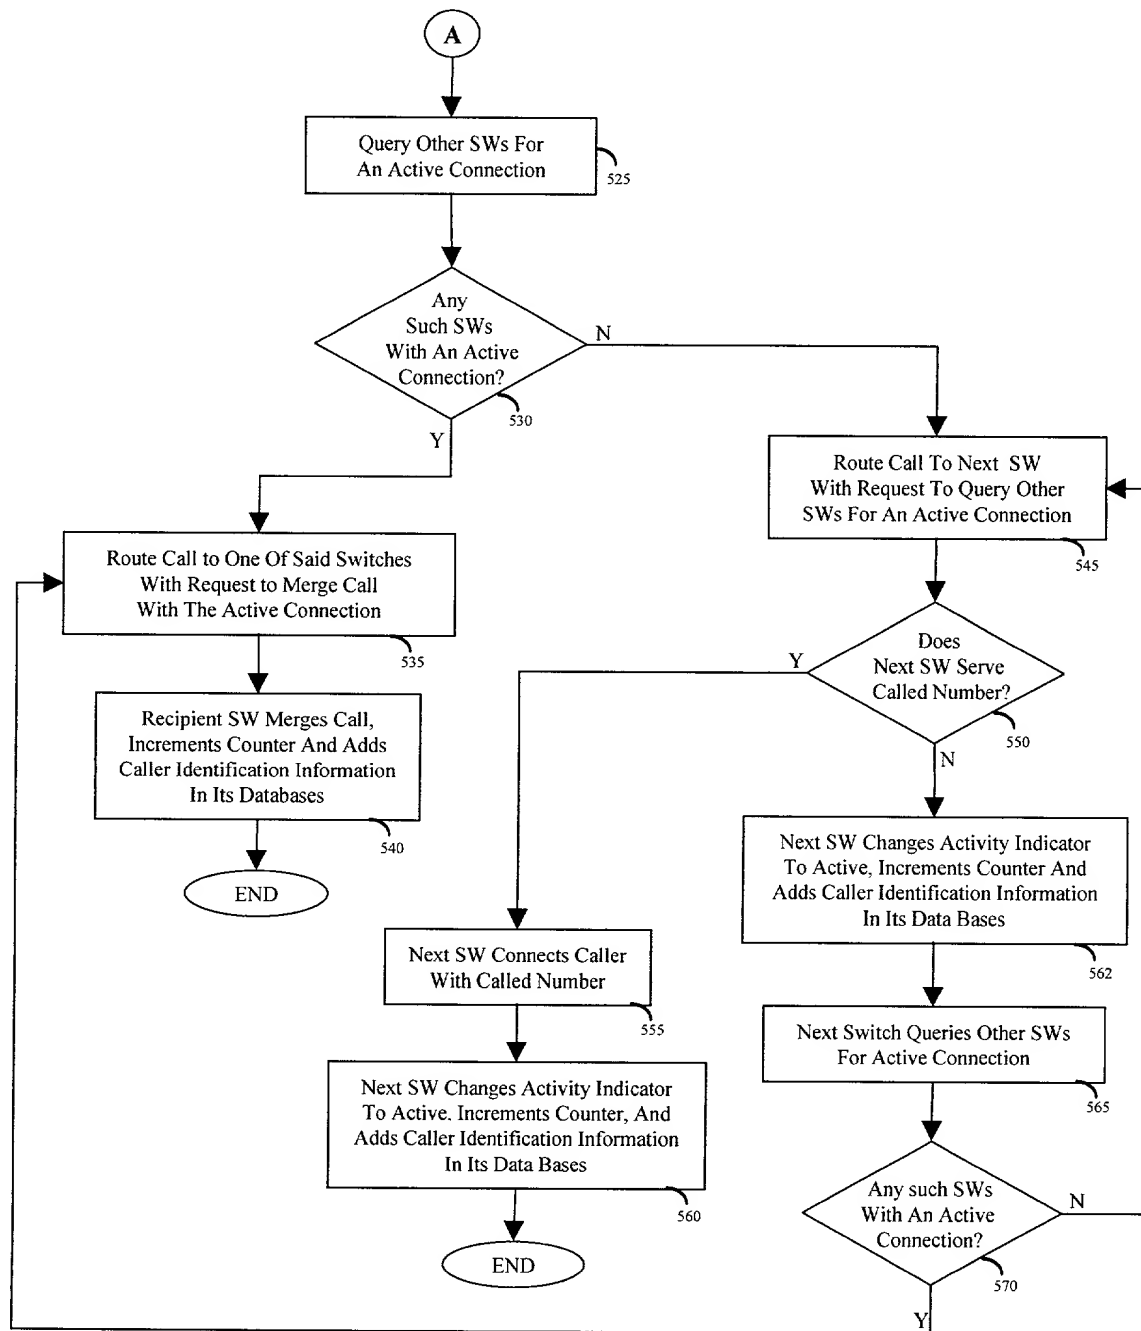 A
Query Other SWs For
An Active Connection
525
Any
Such SWs
With An Active
Connection?
530
N
Y
Route Call To Next SW
With Request To Query Other
SWs For An Active Connection
545
Route Call to One Of Said Switches
With Request to Merge Call
With The Active Connection
535
Does
Next SW Serve
Called Number?
550
Y
N
Recipient SW Merges Call,
Increments Counter And Adds
Caller Identification Information
In Its Databases
540
END
Next SW Changes Activity Indicator
To Active, Increments Counter And
Adds Caller Identification Information
In Its Data Bases
562
Next SW Connects Caller
With Called Number
555
Next Switch Queries Other SWs
For Active Connection
565
Next SW Changes Activity Indicator
To Active. Increments Counter, And
Adds Caller Identification Information
In Its Data Bases
560
END
Any such SWs
With An Active
Connection?
570
N
Y